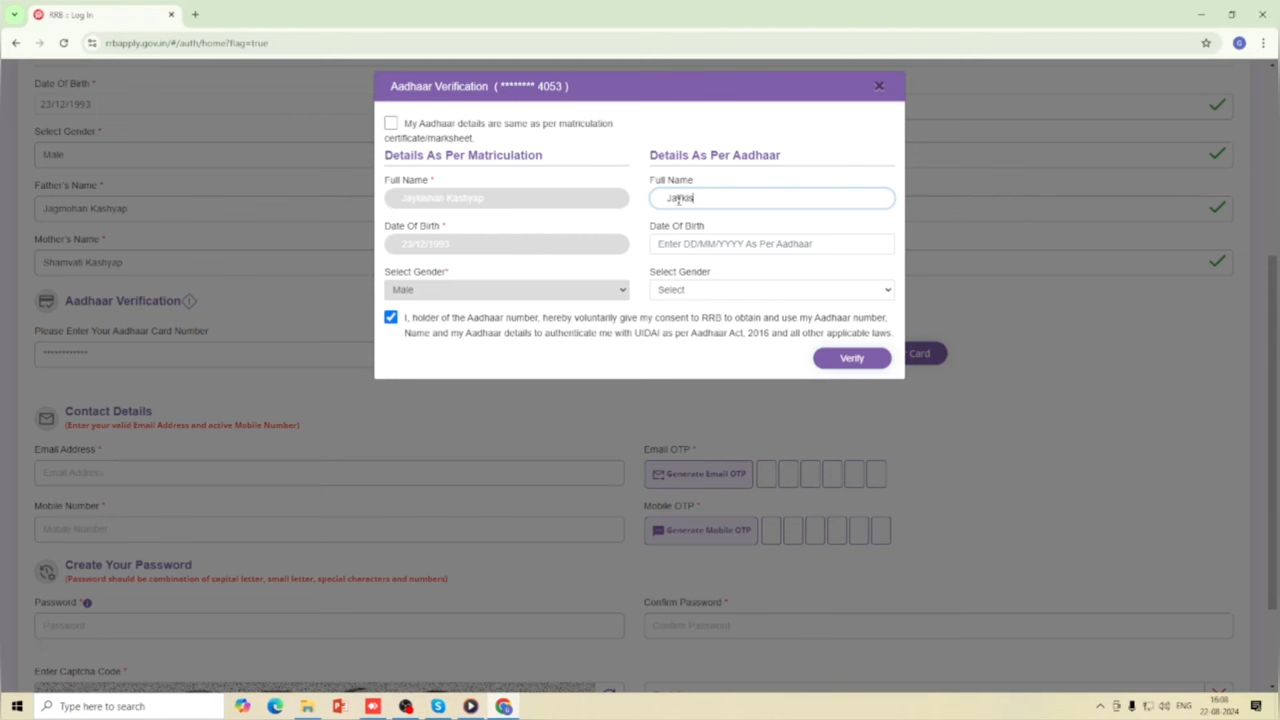 RRB :: Log In
rrbapply.gov.in/#/auth/home?flag=true
G
Date Of Birth *
23/12/1993
Select Gender *
Male
Father's Name *
Jagmohan Kashyap
Mother's Name *
Shamvati Kashyap
Aadhaar Verification
Please Enter Your Aadhaar Card Number
************
Card
Aadhaar Verification ( ******** 4053 )
My Aadhaar details are same as per matriculation
certificate/marksheet.
Details As Per Matriculation
Full Name *
Jaykishan Kashyap
Date Of Birth *
23/12/1993
Select Gender*
Male
Details As Per Aadhaar
Full Name
Jaykis
Date Of Birth
Enter DD/MM/YYYY As Per Aadhaar
Select Gender
Select
I, holder of the Aadhaar number, hereby voluntarily give my consent to RRB to obtain and use my Aadhaar number,
Name and my Aadhaar details to authenticate me with UIDAI as per Aadhaar Act, 2016 and all other applicable laws.
Verify
Contact Details
(Enter your valid Email Address and active Mobile Number)
Email Address *
Email Address
Email OTP *
Generate Email OTP
Mobile Number *
Mobile Number
Mobile OTP *
Generate Mobile OTP
Create Your Password
(Password should be combination of capital letter, small letter, special characters and numbers)
Password *
Password
Confirm Password *
Confirm Password
Enter Captcha Code *
Type here to search
ENG
16:08
22-08-2024